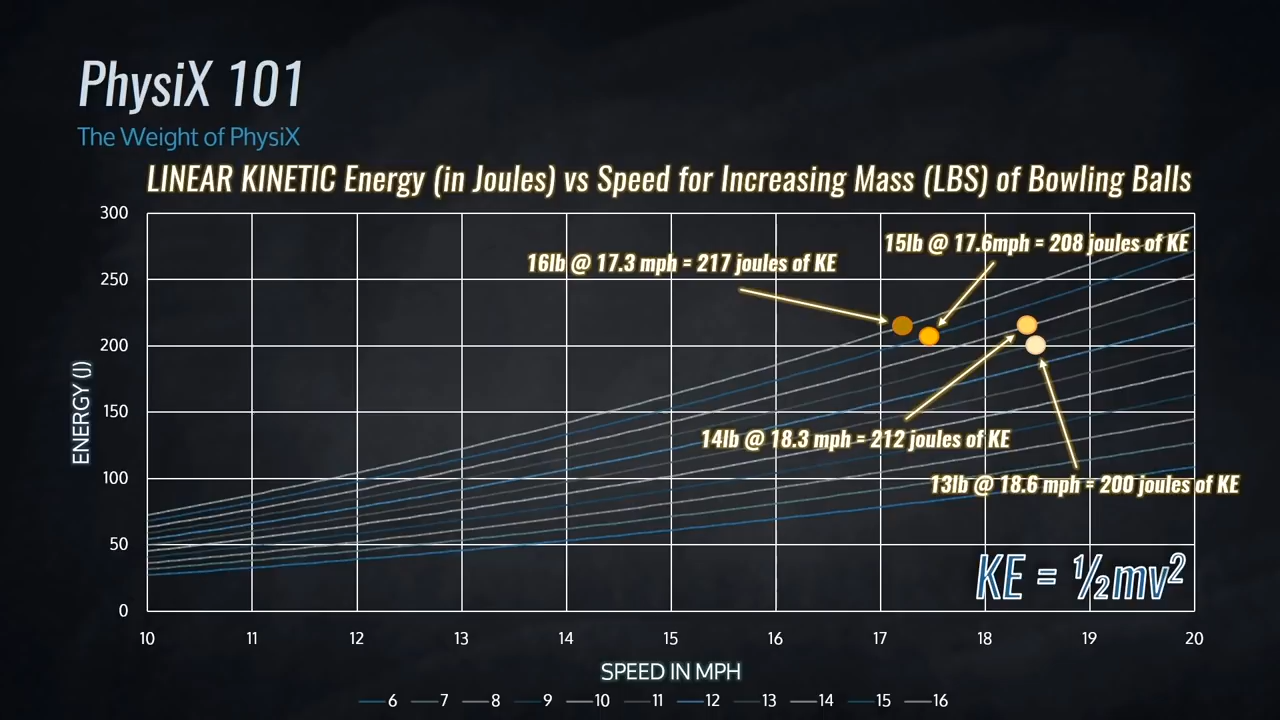 PhysiX 101
The Weight of PhysiX
LINEAR KINETIC Energy (in Joules) vs Speed for Increasing Mass (LBS) of Bowling Balls
300
250
200
150
100
50
0
ENERGY (J)
15lb @ 17.6mph = 208 joules of KE
16lb @ 17.3 mph = 217 joules of KE
14lb @ 18.3 mph = 212 joules of KE
13lb @ 18.6 mph = 200 joules of KE
KE = ½mv²
10 11 12 13 14 15 16 17 18 19 20
SPEED IN MPH
6 7 8 9 10 11 12 13 14 15 16